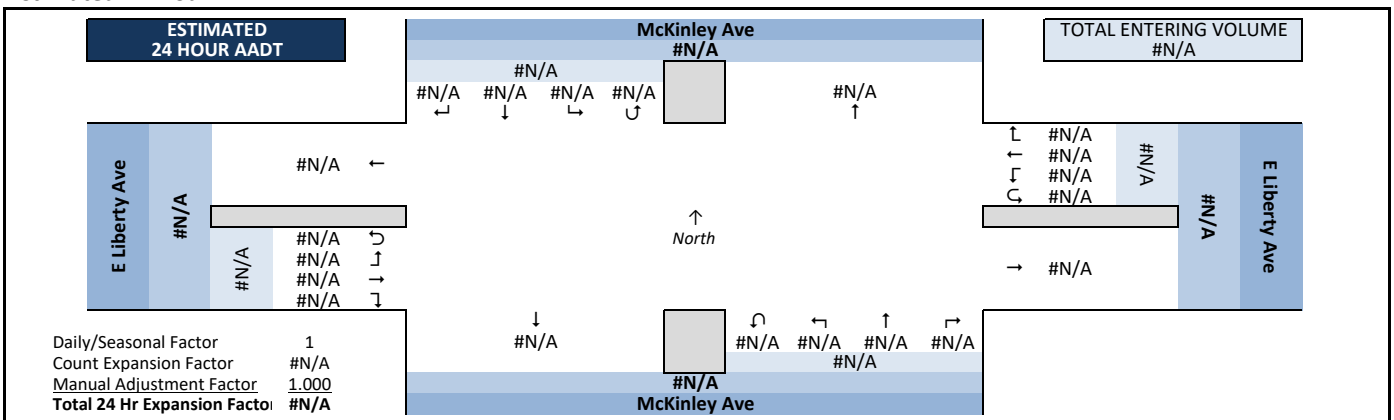 ESTIMATED
24 HOUR AADT
McKinley Ave
#N/A
TOTAL ENTERING VOLUME
#N/A
#N/A
#N/A #N/A #N/A #N/A
#N/A
E Liberty Ave
#N/A
#N/A
#N/A
#N/A
#N/A
#N/A
#N/A
#N/A
North
#N/A
#N/A
#N/A
#N/A
#N/A
#N/A
E Liberty Ave
#N/A
#N/A
#N/A #N/A #N/A #N/A
#N/A
#N/A
McKinley Ave
Daily/Seasonal Factor 1
Count Expansion Factor #N/A
Manual Adjustment Factor 1.000
Total 24 Hr Expansion Factor #N/A